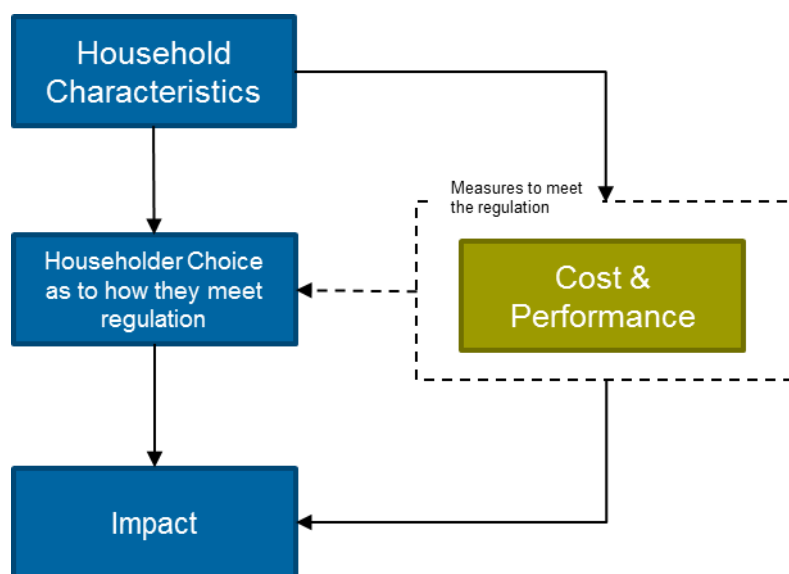 Household
Characteristics
Measures to meet
the regulation
Householder Choice
as to how they meet
regulation
Cost &
Performance
Impact